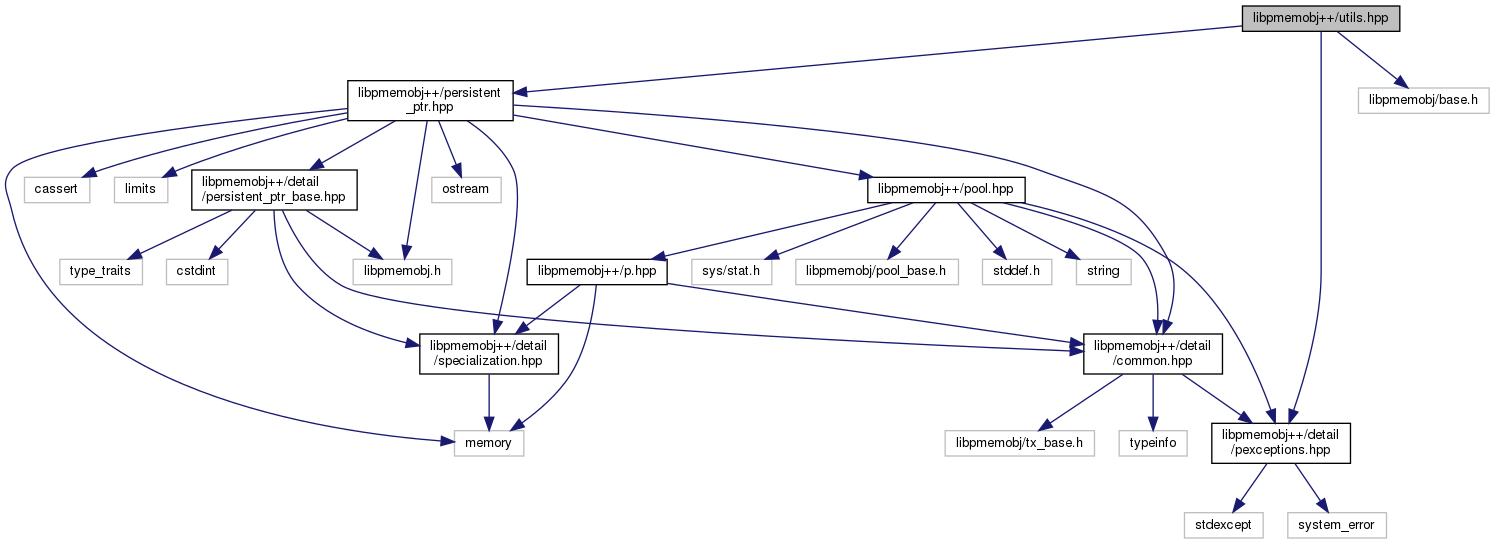 libpmemobj++/utils.hpp
libpmemobj++/persistent
_ptr.hpp
libpmemobj/base.h
cassert
limits
libpmemobj++/detail
/persistent_ptr_base.hpp
ostream
libpmemobj++/pool.hpp
type_traits
cstdint
libpmemobj.h
libpmemobj++/p.hpp
sys/stat.h
libpmemobj/pool_base.h
stddef.h
string
libpmemobj++/detail
/specialization.hpp
libpmemobj++/detail
/common.hpp
memory
libpmemobj/tx_base.h
typeinfo
libpmemobj++/detail
/pexceptions.hpp
stdexcept
system_error